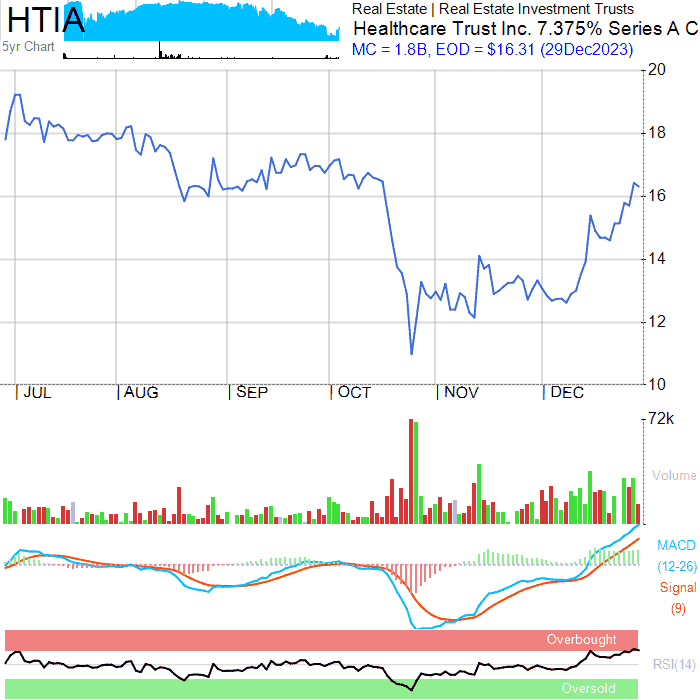 HTIA
5yr Chart
Real Estate | Real Estate Investment Trusts
Healthcare Trust Inc. 7.375% Series A C
MC = 1.8B, EOD = $16.31 (29Dec2023)
20
18
16
14
12
10
JUL
AUG
SEP
OCT
NOV
DEC
72k
Volume
MACD
(12-26)
Signal
(9)
Overbought
RSI(14)
Oversold